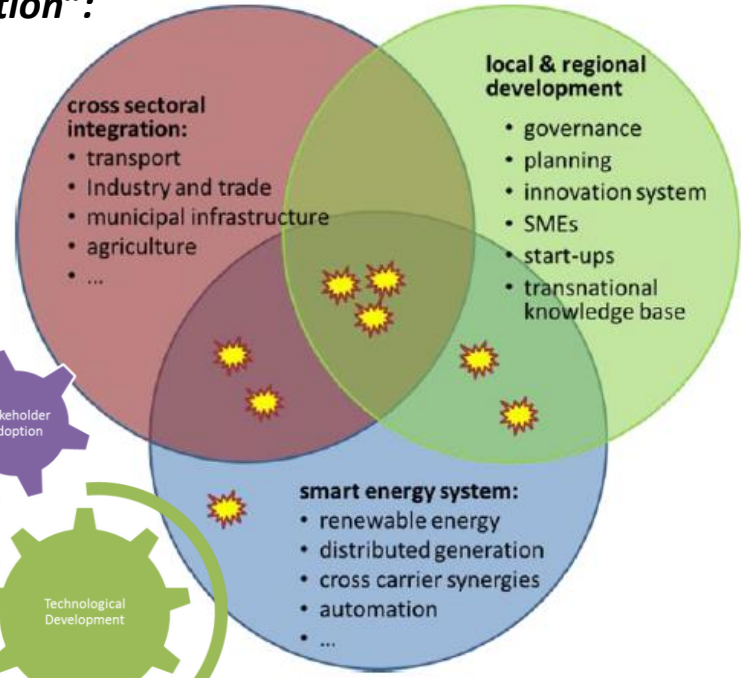 tion":
cross sectoral
integration:
• transport
• Industry and trade
• municipal infrastructure
• agriculture
• ...
local & regional
development
• governance
• planning
• innovation system
• SMEs
• start-ups
• transnational
knowledge base
smart energy system:
• renewable energy
• distributed generation
• cross carrier synergies
• automation
• ...
keholder
doption
Technological
Development